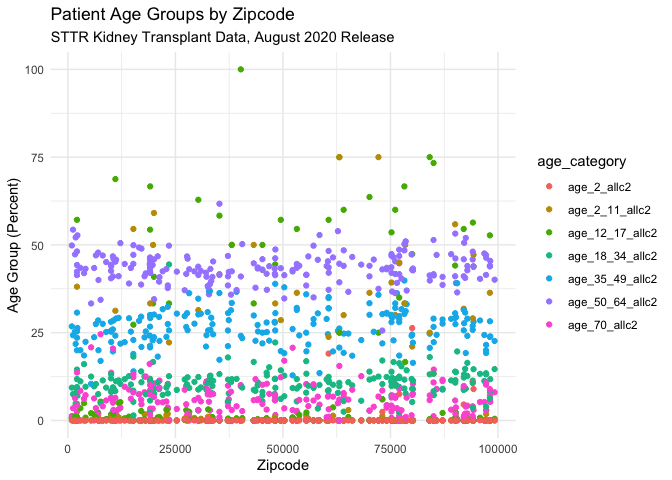 Patient Age Groups by Zipcode
STTR Kidney Transplant Data, August 2020 Release
100
75
50
25
0
Age Group (Percent)
0
25000
50000
75000
100000
Zipcode
age_category
age_2_allc2
age_2_11_allc2
age_12_17_allc2
age_18_34_allc2
age_35_49_allc2
age_50_64_allc2
age_70_allc2